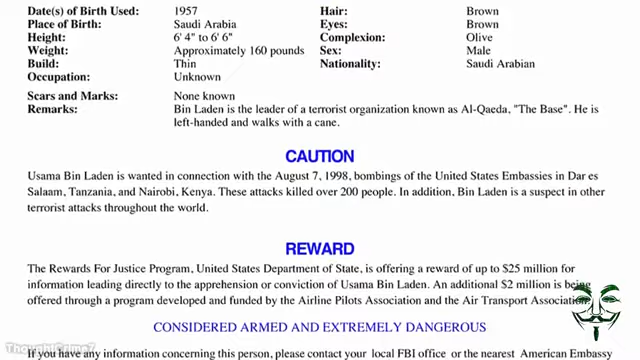 Date(s) of Birth Used: 1957 Hair: Brown
Place of Birth: Saudi Arabia Eyes: Brown
Height: 6' 4" to 6' 6" Complexion: Olive
Weight: Approximately 160 pounds Sex: Male
Build: Thin Nationality: Saudi Arabian
Occupation: Unknown
Scars and Marks: None known
Remarks: Bin Laden is the leader of a terrorist organization known as Al-Qaeda, "The Base". He is
left-handed and walks with a cane.
CAUTION
Usama Bin Laden is wanted in connection with the August 7, 1998, bombings of the United States Embassies in Dar es
Salaam, Tanzania, and Nairobi, Kenya. These attacks killed over 200 people. In addition, Bin Laden is a suspect in other
terrorist attacks throughout the world.
REWARD
The Rewards For Justice Program, United States Department of State, is offering a reward of up to $25 million for
information leading directly to the apprehension or conviction of Usama Bin Laden. An additional $2 million is being
offered through a program developed and funded by the Airline Pilots Association and the Air Transport Association.
CONSIDERED ARMED AND EXTREMELY DANGEROUS
If you have any information concerning this person, please contact your local FBI office or the nearest American Embassy
ThoughtCrime7